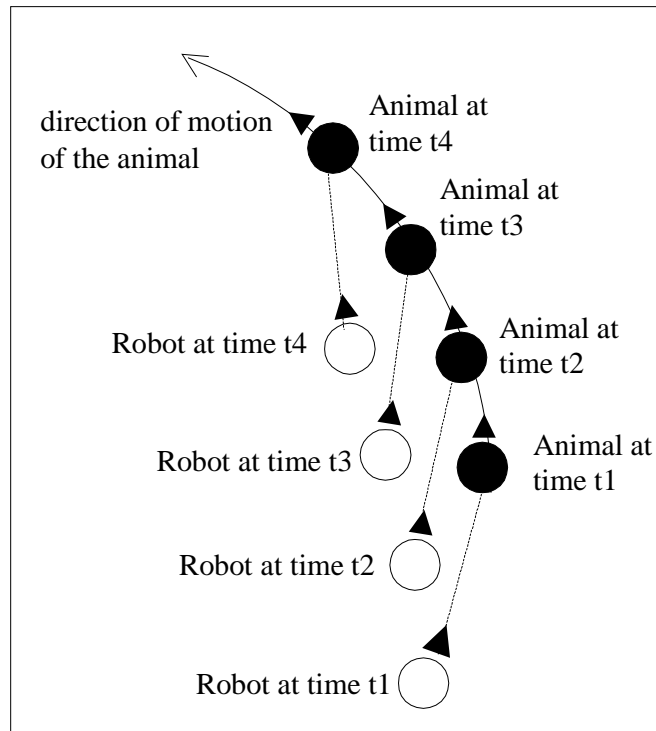 direction of motion
of the animal
Animal at
time t4
Animal at
time t3
Robot at time t4
Animal at
time t2
Robot at time t3
Animal at
time t1
Robot at time t2
Robot at time t1